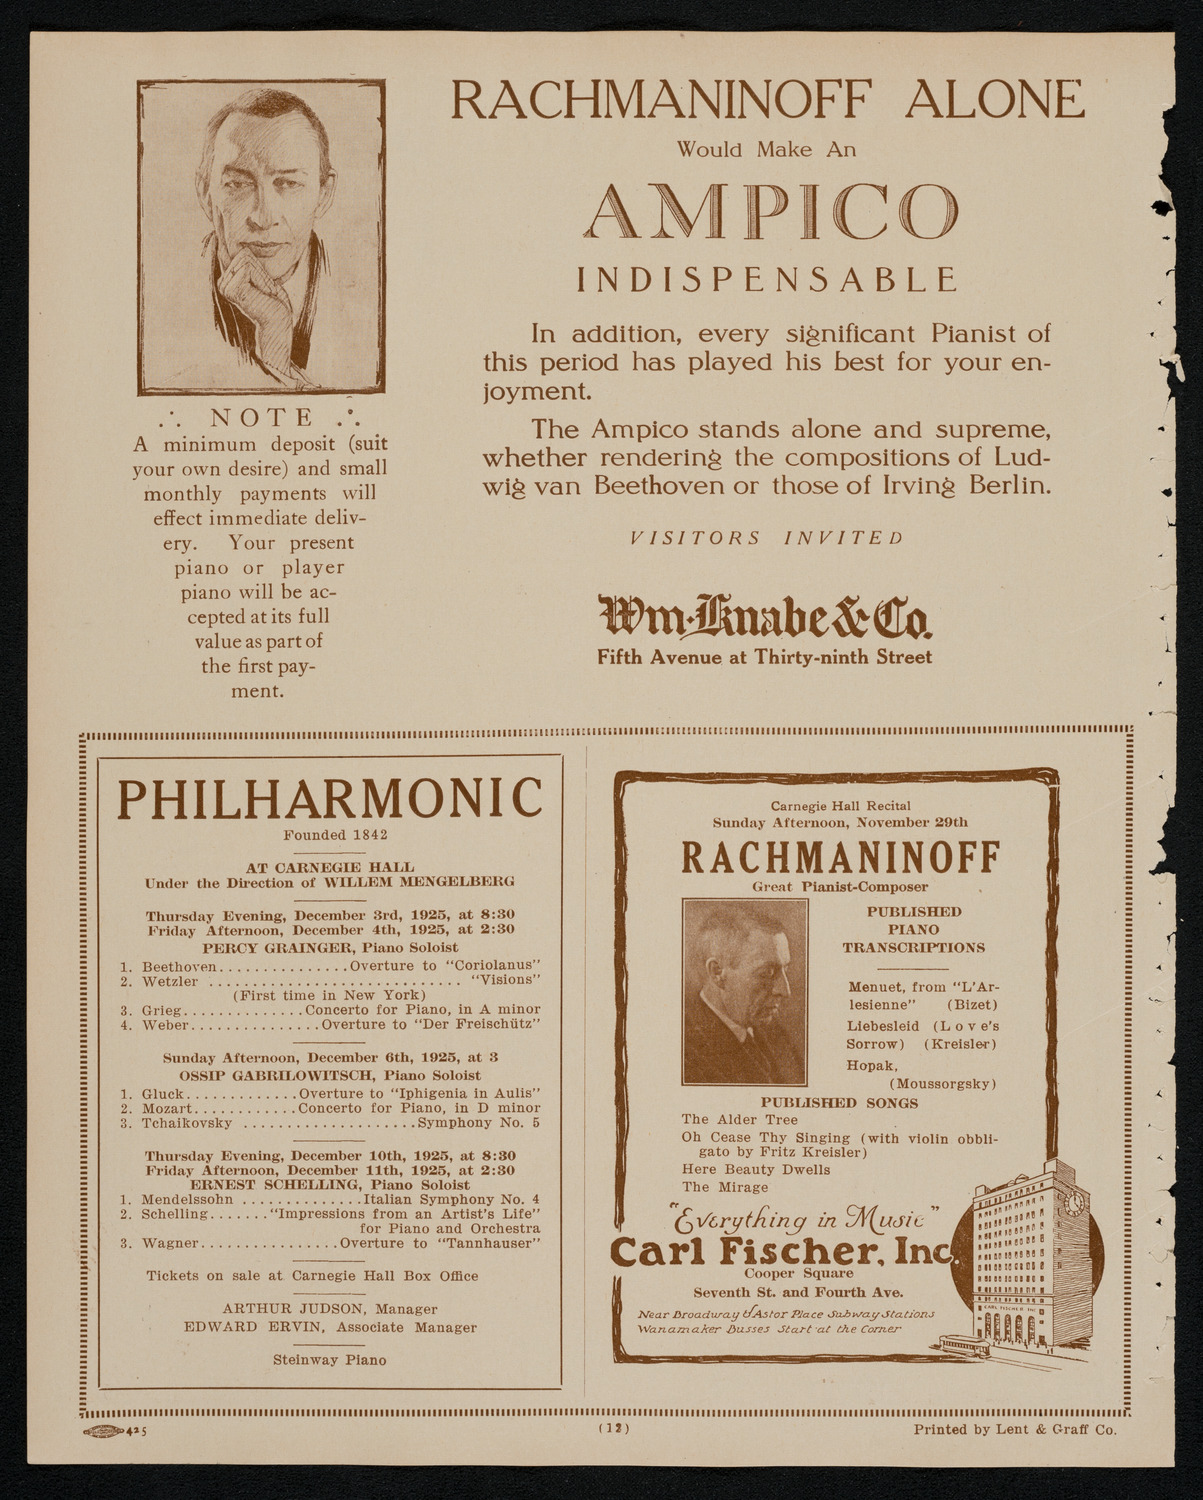 RACHMANINOFF ALONE
Would Make An
AMPICO
INDISPENSABLE
In addition, every significant Pianist of
this period has played his best for your en-
joyment.
The Ampico stands alone and supreme,
whether rendering the compositions of Lud-
wig van Beethoven or those of Irving Berlin.
VISITORS INVITED
Wm. Knabe & Co.
Fifth Avenue at Thirty-ninth Street
∴ NOTE ∴
A minimum deposit (suit
your own desire) and small
monthly payments will
effect immediate deliv-
ery. Your present
piano or player
piano will be ac-
cepted at its full
value as part of
the first pay-
ment.
PHILHARMONIC
Founded 1842
AT CARNEGIE HALL
Under the Direction of WILLEM MENGELBERG
Thursday Evening, December 3rd, 1925, at 8:30
Friday Afternoon, December 4th, 1925, at 2:30
PERCY GRAINGER, Piano Soloist
1. Beethoven...............Overture to "Coriolanus"
2. Wetzler ............................ "Visions"
(First time in New York)
3. Grieg..............Concerto for Piano, in A minor
4. Weber...............Overture to "Der Freischütz"
Sunday Afternoon, December 6th, 1925, at 3
OSSIP GABRILOWITSCH, Piano Soloist
1. Gluck.............Overture to "Iphigenia in Aulis"
2. Mozart............Concerto for Piano, in D minor
3. Tchaikovsky ....................Symphony No. 5
Thursday Evening, December 10th, 1925, at 8:30
Friday Afternoon, December 11th, 1925, at 2:30
ERNEST SCHELLING, Piano Soloist
1. Mendelssohn ..............Italian Symphony No. 4
2. Schelling.......“Impressions from an Artist's Life”
for Piano and Orchestra
3. Wagner................Overture to "Tannhauser"
Tickets on sale at Carnegie Hall Box Office
ARTHUR JUDSON, Manager
EDWARD ERVIN, Associate Manager
Steinway Piano
Carnegie Hall Recital
Sunday Afternoon, November 29th
RACHMANINOFF
Great Pianist-Composer
PUBLISHED
PIANO
TRANSCRIPTIONS
Menuet, from "L'Ar-
lesienne" (Bizet)
Liebesleid (Love's
Sorrow) (Kreisler)
Hopak,
(Moussorgsky)
PUBLISHED SONGS
The Alder Tree
Oh Cease Thy Singing (with violin obbli-
gato by Fritz Kreisler)
Here Beauty Dwells
The Mirage
"Everything in Music"
Carl Fischer, Inc.
Cooper Square
Seventh St. and Fourth Ave.
Near Broadway & Astor Place Subway Stations
Wanamaker Busses Start at the Corner
CARL FISCHER INC
425
(12)
Printed by Lent & Graff Co.